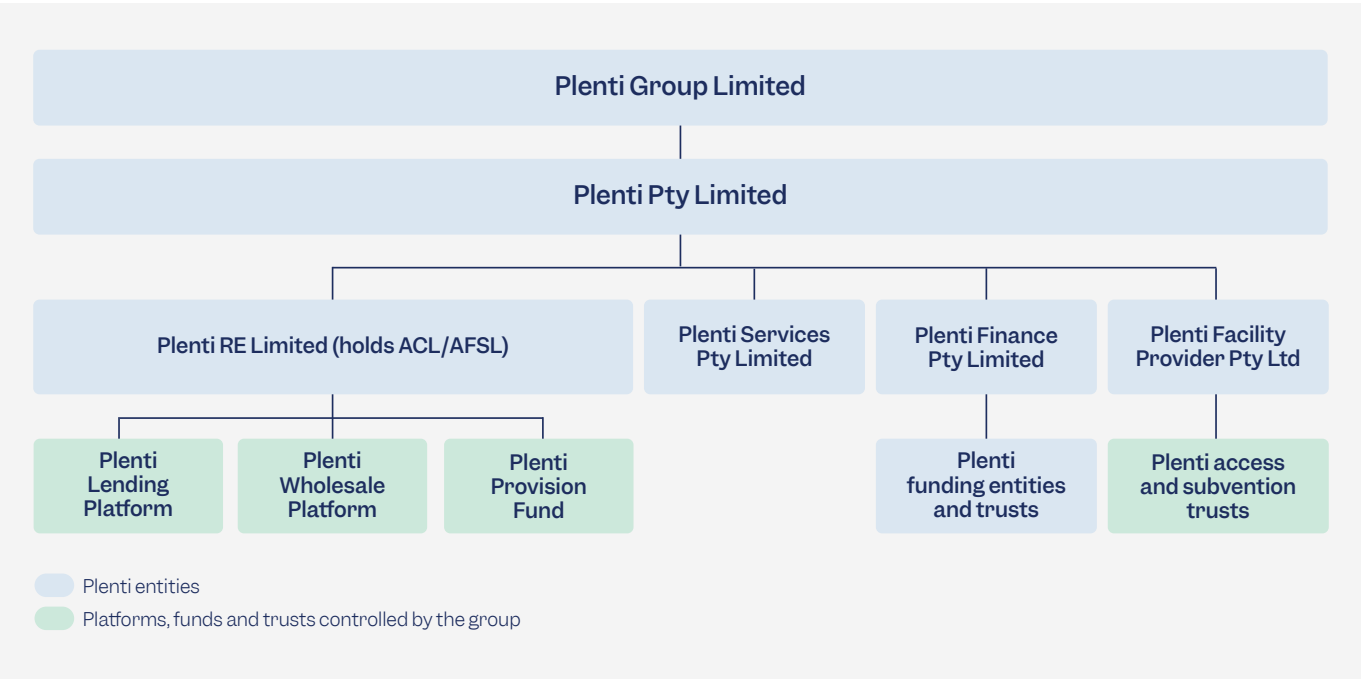 Plenti Group Limited
Plenti Pty Limited
Plenti RE Limited (holds ACL/AFSL)
Plenti Services
Pty Limited
Plenti Finance
Pty Limited
Plenti Facility
Provider Pty Ltd
Plenti
Lending
Platform
Plenti
Wholesale
Platform
Plenti
Provision
Fund
Plenti
funding entities
and trusts
Plenti access
and subvention
trusts
Plenti entities
Platforms, funds and trusts controlled by the group